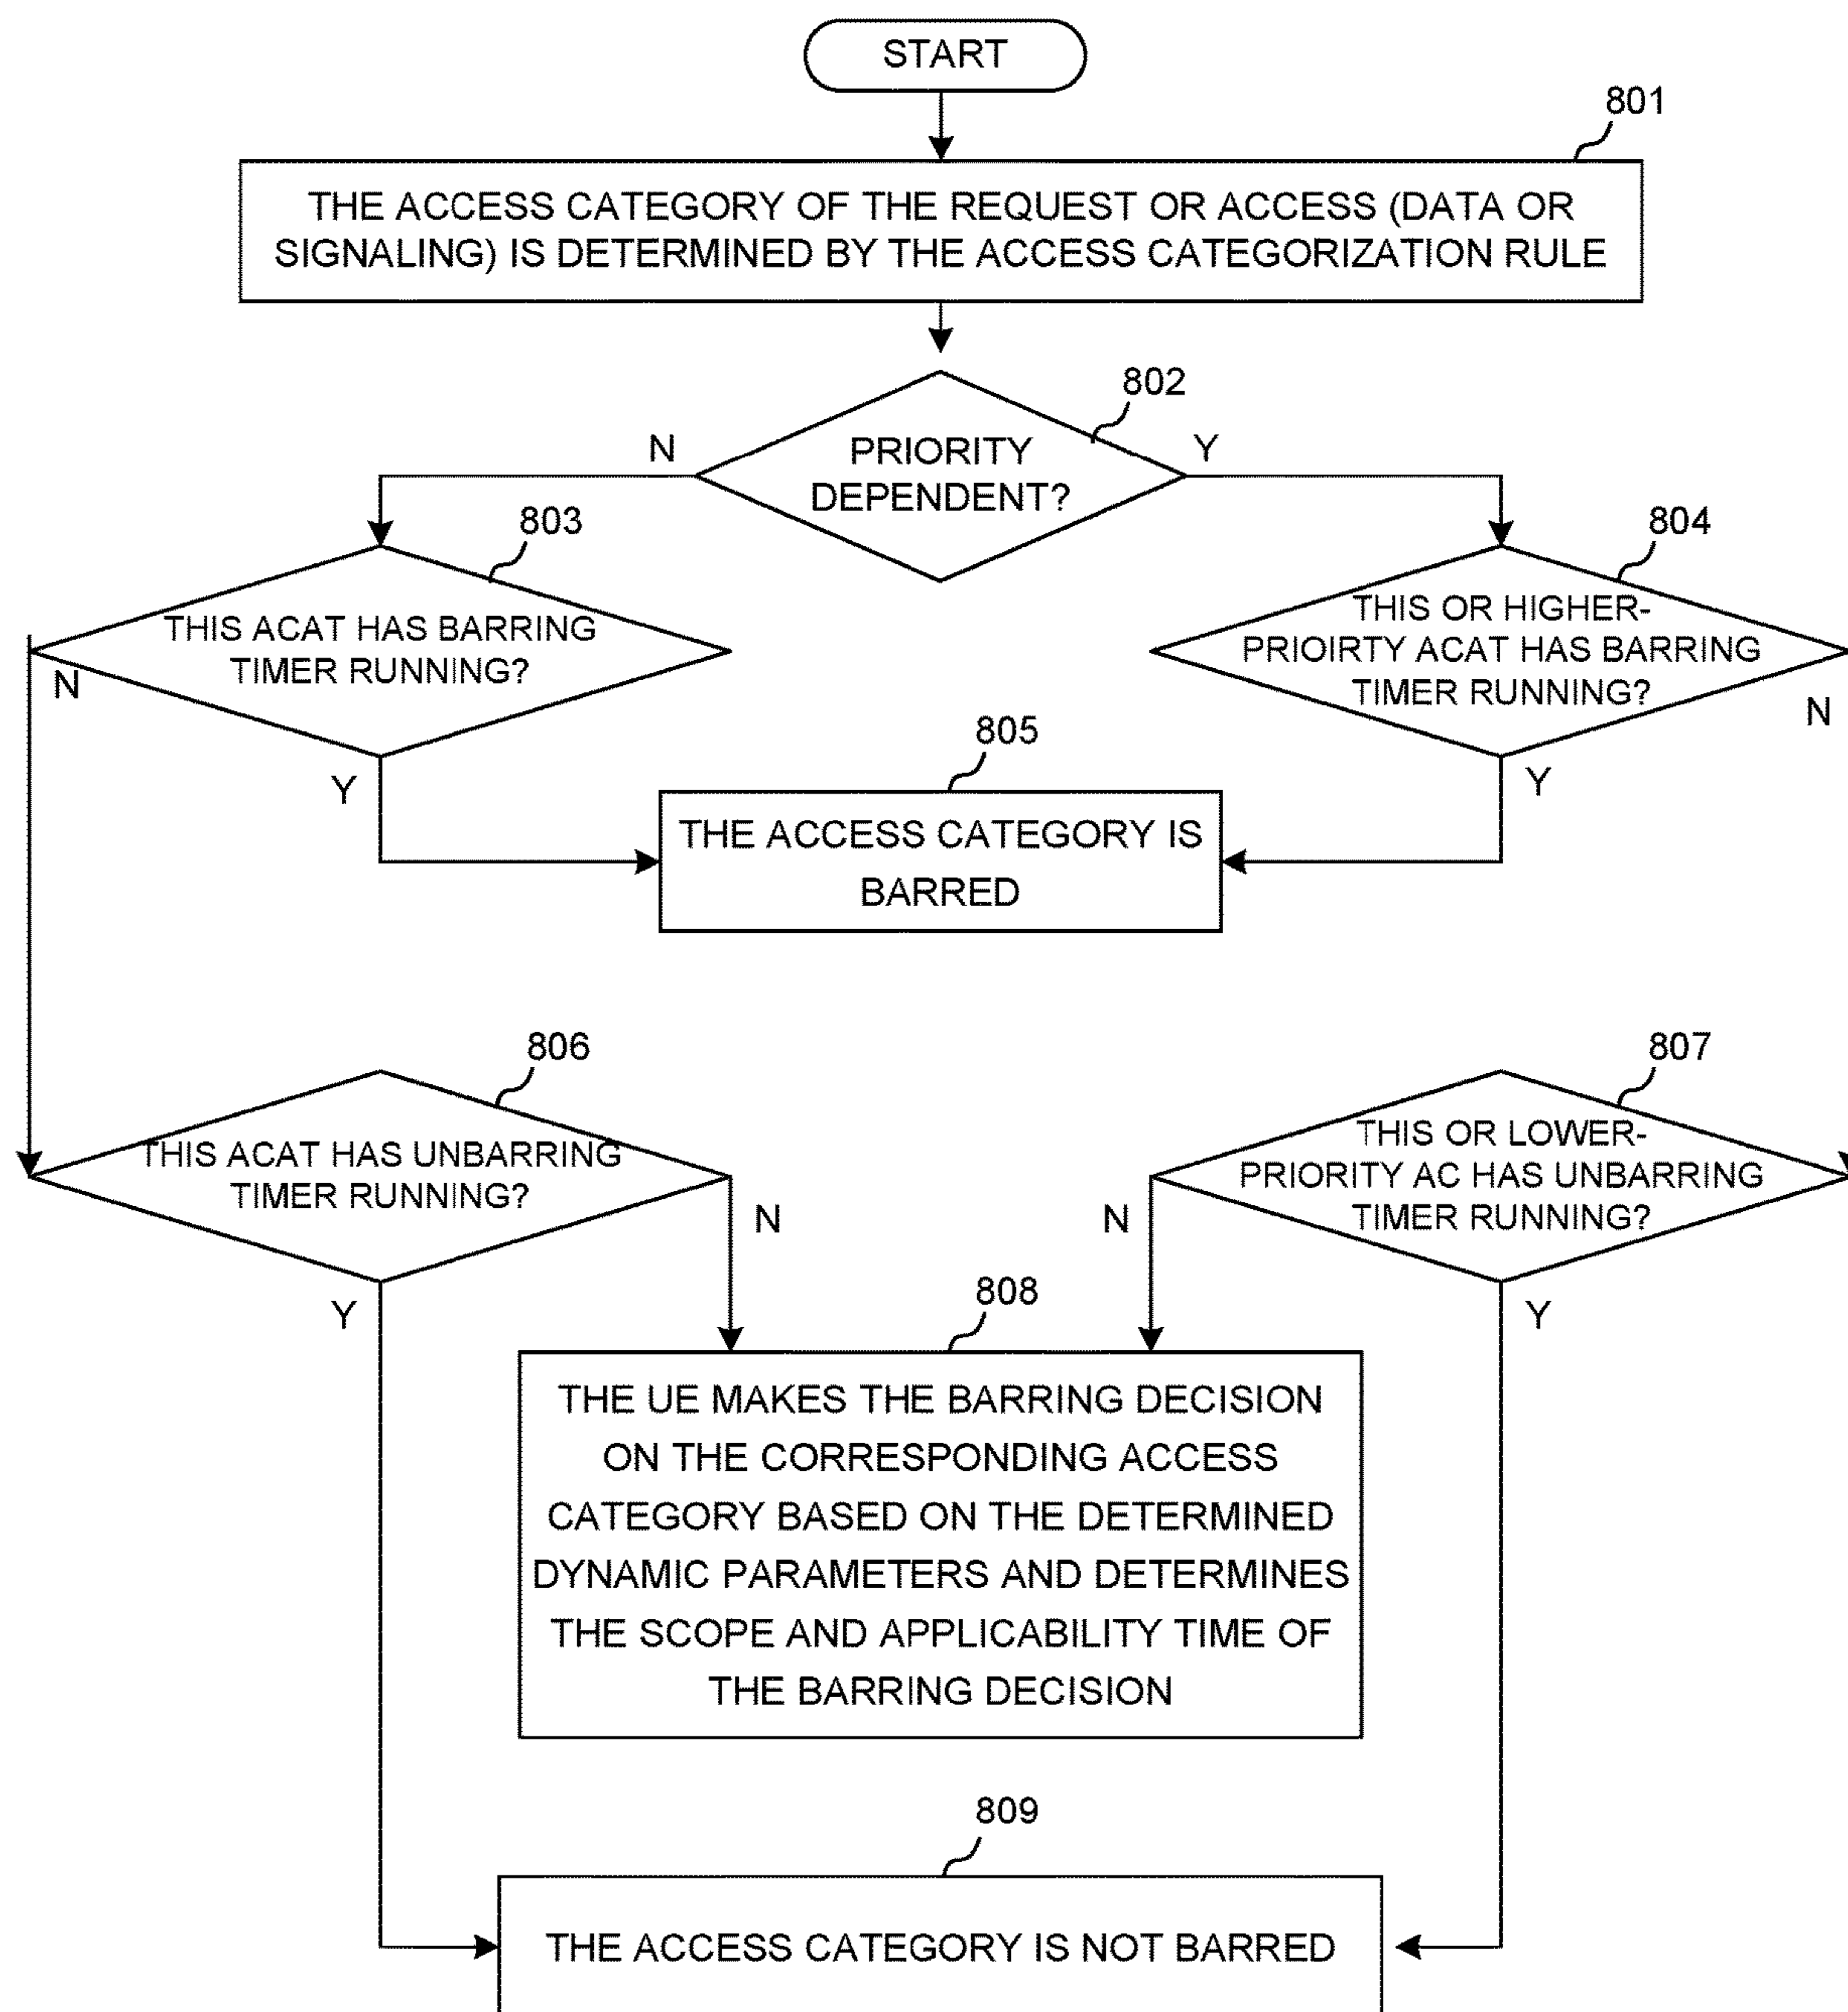 START
801
THE ACCESS CATEGORY OF THE REQUEST OR ACCESS (DATA OR
SIGNALING) IS DETERMINED BY THE ACCESS CATEGORIZATION RULE
802
N
Y
PRIORITY
DEPENDENT?
803
804
THIS ACAT HAS BARRING
TIMER RUNNING?
N
Y
THIS OR HIGHER-
PRIOIRTY ACAT HAS BARRING
TIMER RUNNING?
N
Y
805
THE ACCESS CATEGORY IS
BARRED
806
807
THIS ACAT HAS UNBARRING
TIMER RUNNING?
N
Y
THIS OR LOWER-
PRIORITY AC HAS UNBARRING
TIMER RUNNING?
N
Y
808
THE UE MAKES THE BARRING DECISION
ON THE CORRESPONDING ACCESS
CATEGORY BASED ON THE DETERMINED
DYNAMIC PARAMETERS AND DETERMINES
THE SCOPE AND APPLICABILITY TIME OF
THE BARRING DECISION
809
THE ACCESS CATEGORY IS NOT BARRED